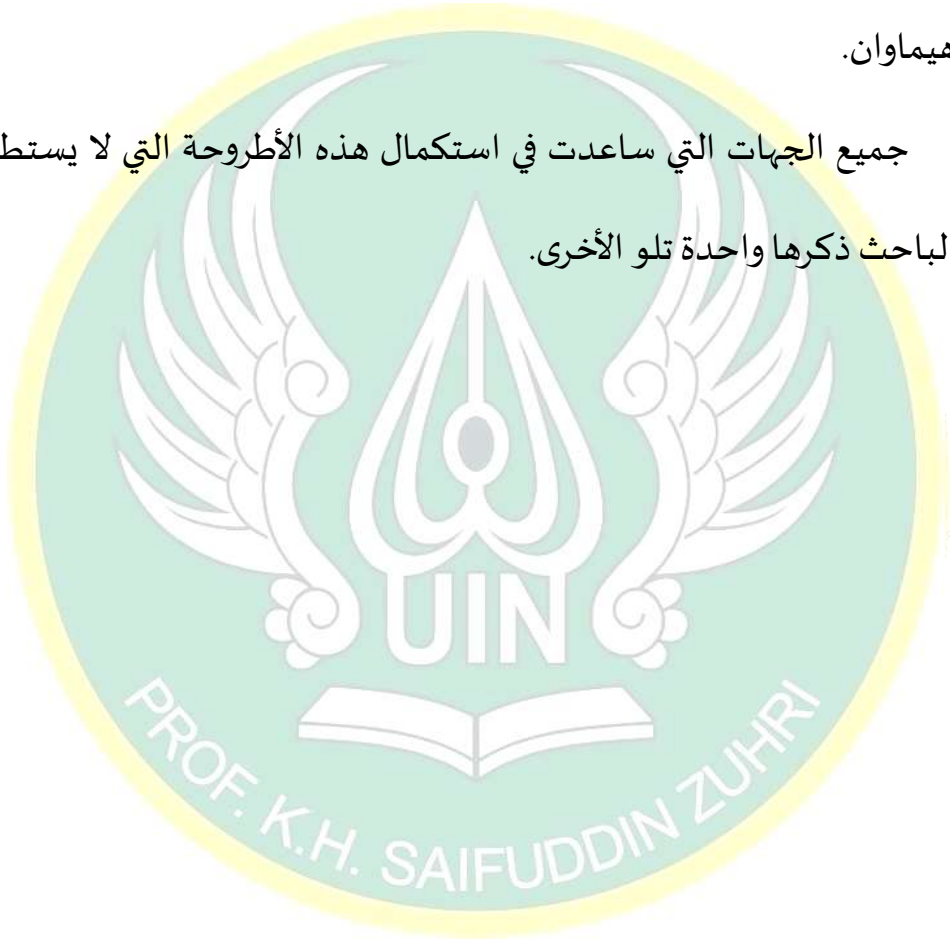 هيماوان.
جميع الجهات التي ساعدت في استكمال هذه الأطروحة التي لا
ذكرها واحدة تلو الأخرى.
UIN
PROF. K.H. SAIFUDDIN ZUHRI